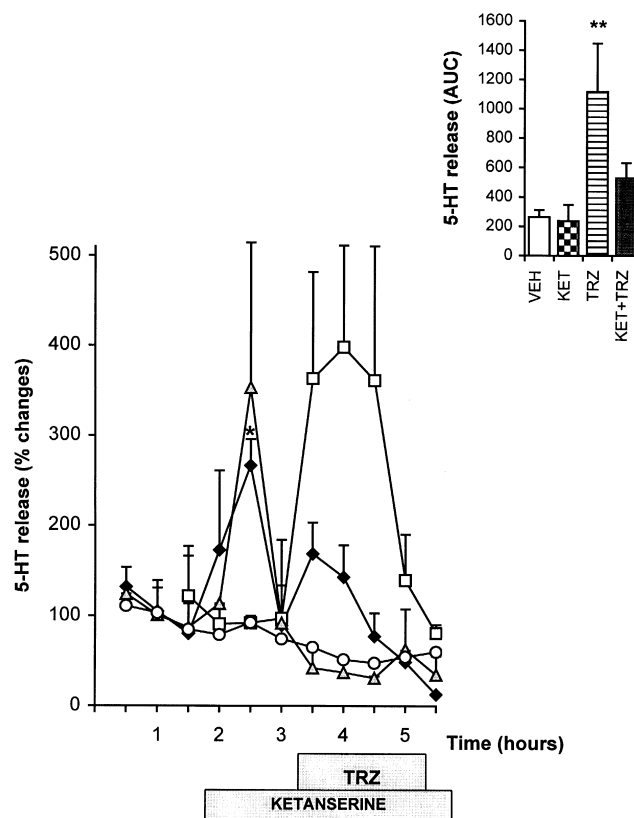 1600
1400
1200
1000
800
600
400
200
0
5-HT release (AUC)
**
VEH
KET
TRZ
KET+TRZ
500
400
300
200
100
0
5-HT release (% changes)
*
1 2 3 4 5 Time (hours)
TRZ
KETANSERINE